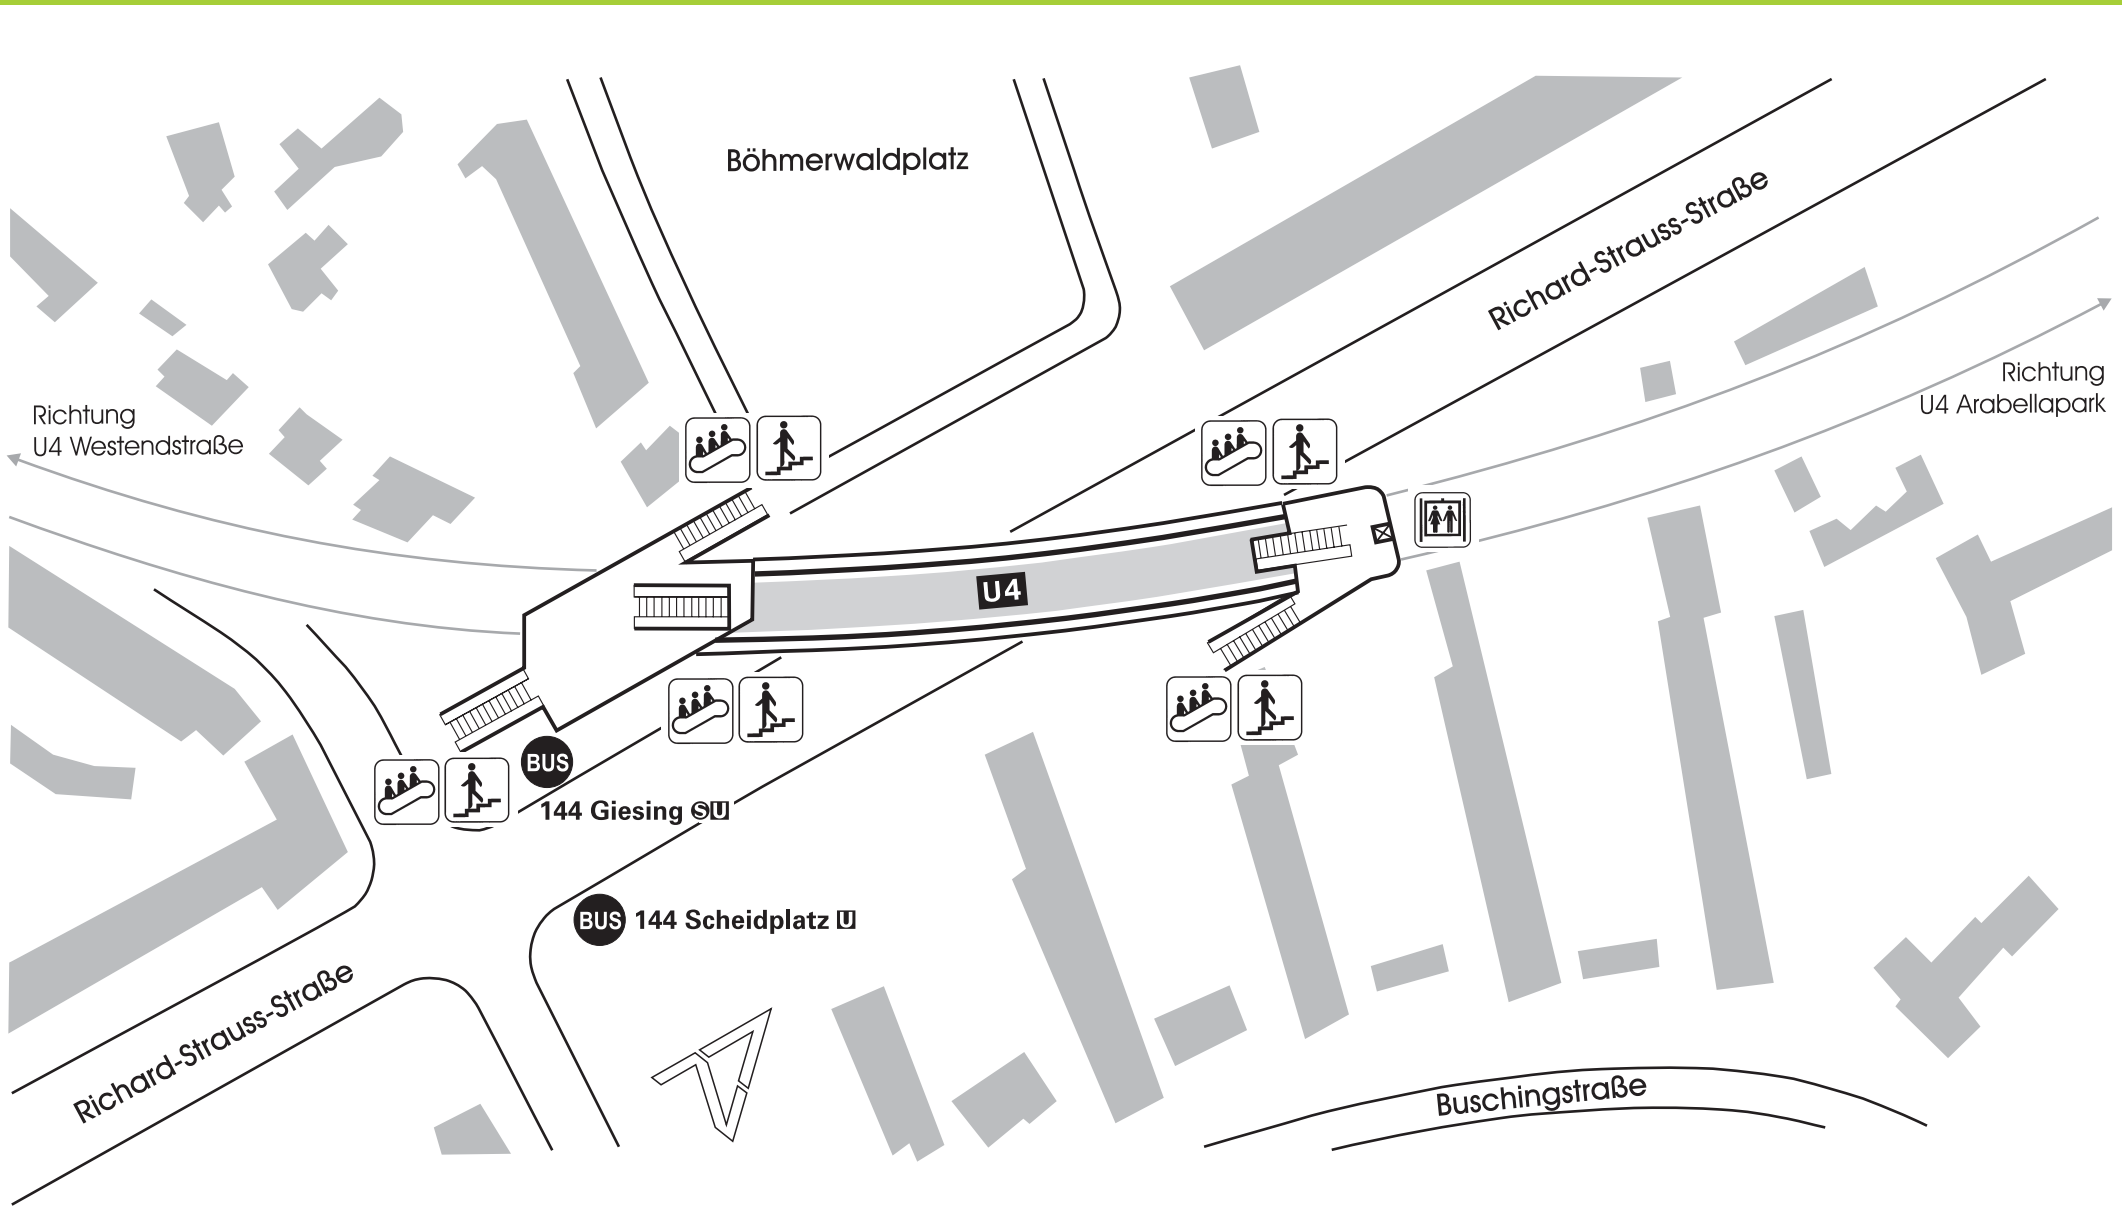 Böhmerwaldplatz
Richard-Strauss-Straße
Richtung
U4 Arabellapark
Richtung
U4 Westendstraße
U4
BUS
144 Giesing S U
BUS
144 Scheidplatz U
Richard-Strauss-Straße
Buschingstraße